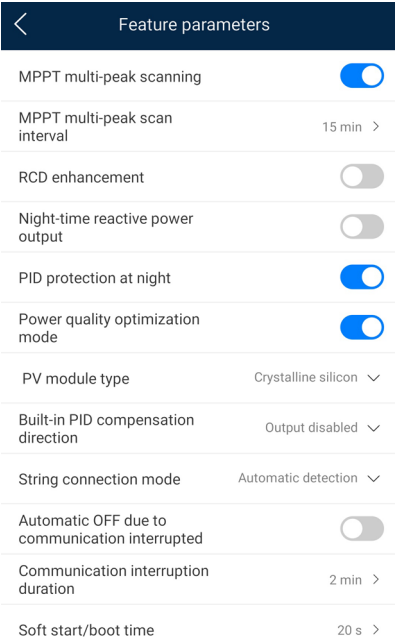 Feature parameters
MPPT multi-peak scanning
MPPT multi-peak scan
interval
15 min
RCD enhancement
Night-time reactive power
output
PID protection at night
Power quality optimization
mode
PV module type
Crystalline silicon
Built-in PID compensation
direction
Output disabled
String connection mode
Automatic detection
Automatic OFF due to
communication interrupted
Communication interruption
duration
2 min
Soft start/boot time
20 s